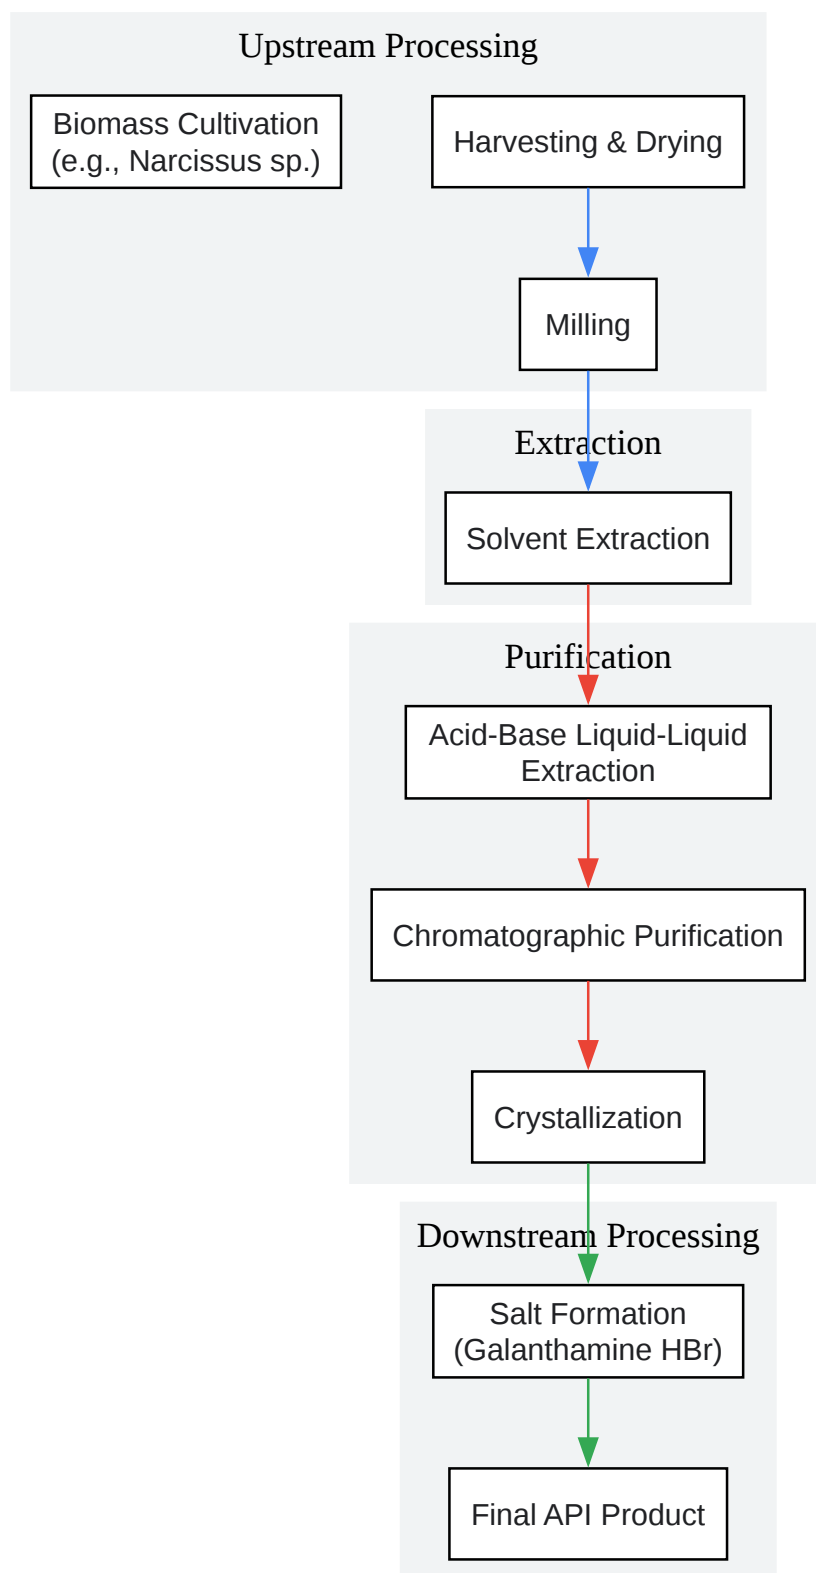 Upstream Processing
Biomass Cultivation
(e.g., Narcissus sp.)
Harvesting & Drying
Milling
Extraction
Solvent Extraction
Purification
Acid-Base Liquid-Liquid
Extraction
Chromatographic Purification
Crystallization
Downstream Processing
Salt Formation
(Galanthamine HBr)
Final API Product